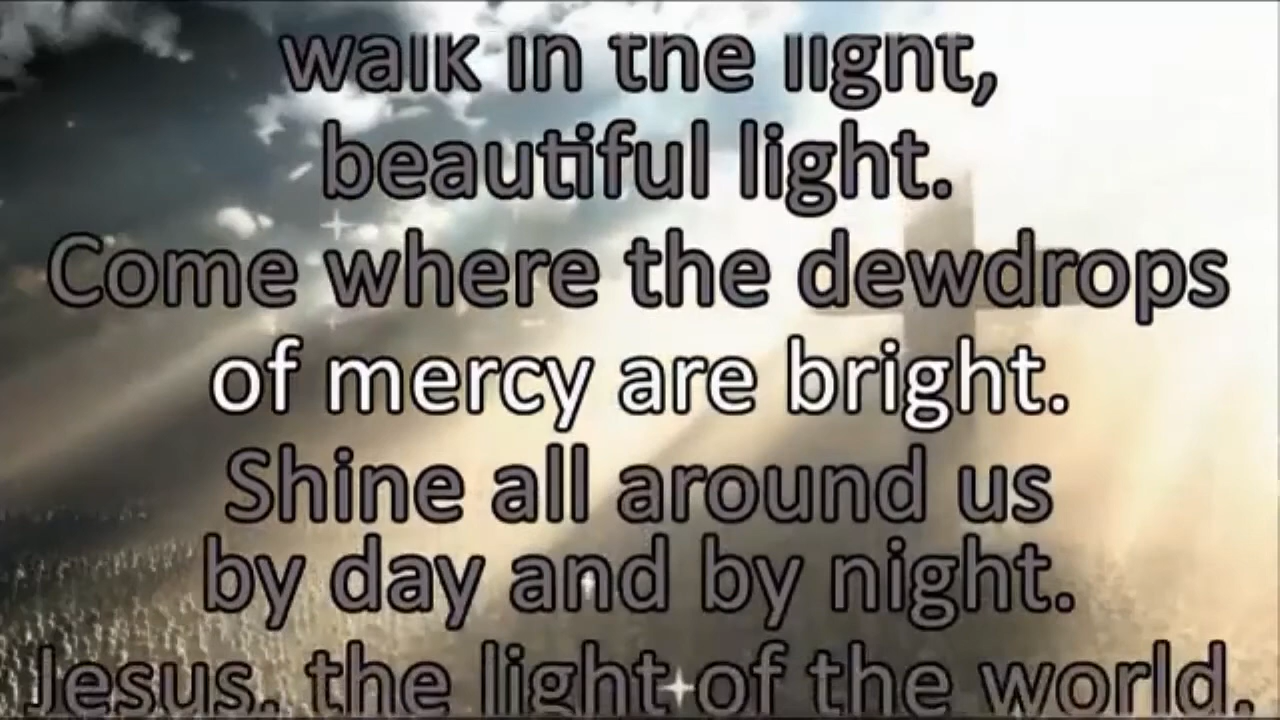 walk in the light,
beautiful light.
Come where the dewdrops
of mercy are bright.
Shine all around us
by day and by night.
Jesus, the light of the world.